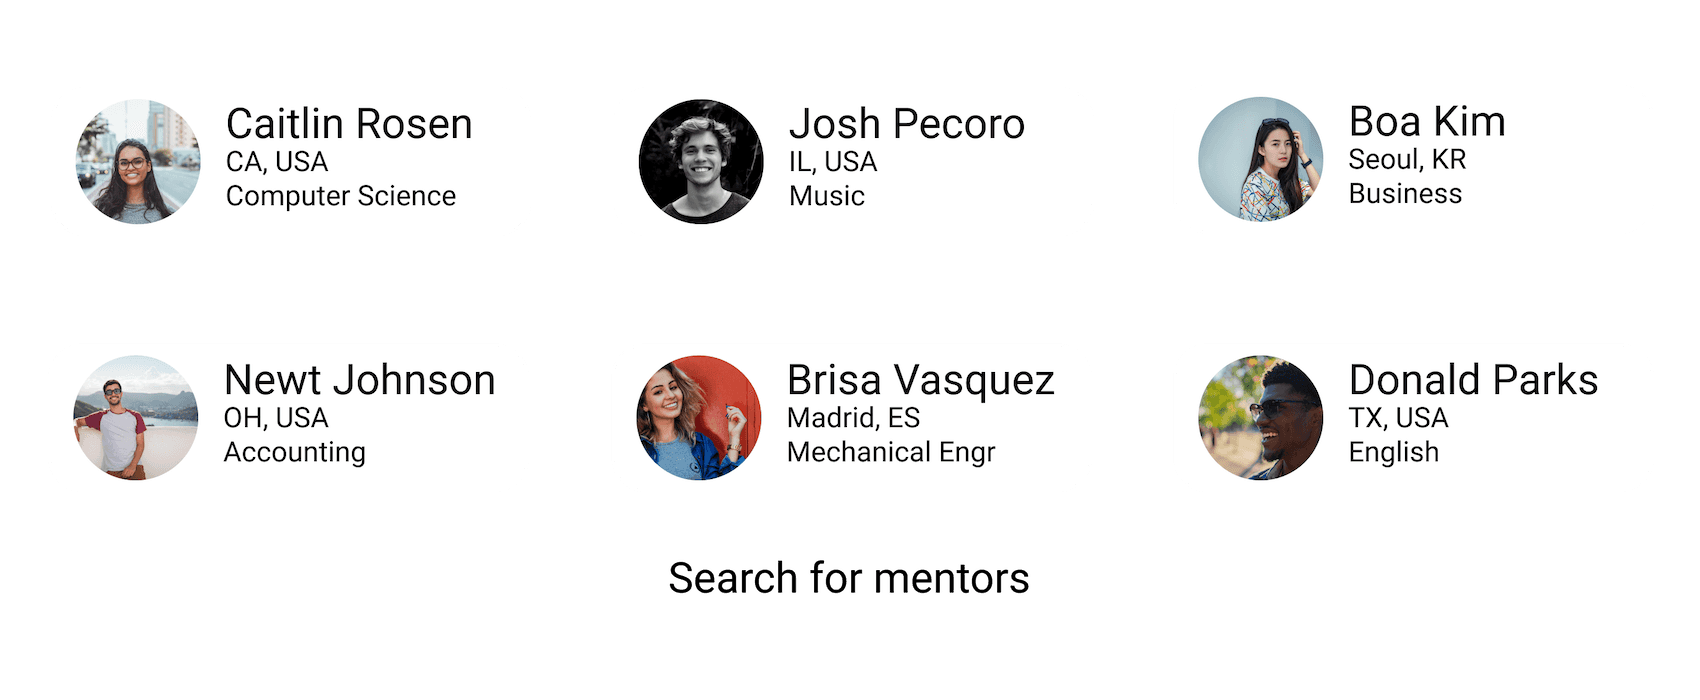 Caitlin Rosen
CA, USA
Computer Science
Josh Pecoro
IL, USA
Music
Boa Kim
Seoul, KR
Business
Newt Johnson
OH, USA
Accounting
Brisa Vasquez
Madrid, ES
Mechanical Engr
Donald Parks
TX, USA
English
Search for mentors